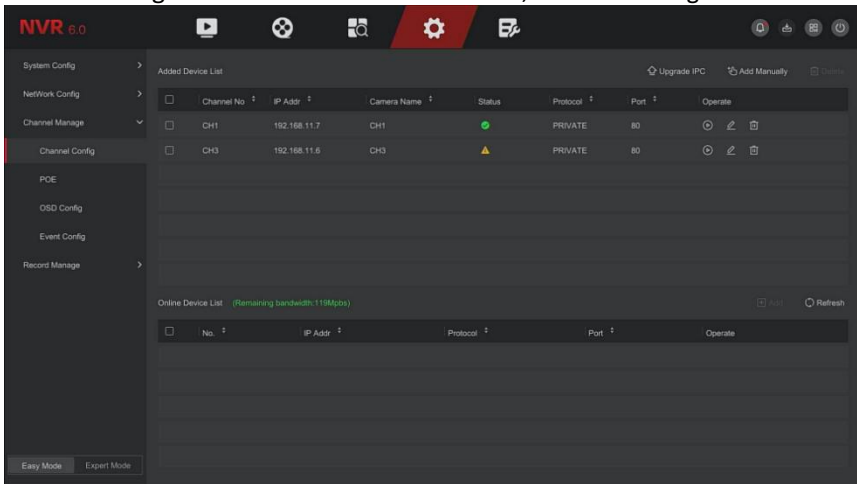 NVR 6.0
System Config
NetWork Config
Channel Manage
Channel Config
POE
OSD Config
Event Config
Record Manage
Easy Mode Expert Mode
Added Device List Upgrade IPC Add Manually Delete
Channel No IP Addr Camera Name Status Protocol Port Operate
CH1 192.168.11.7 CH1 PRIVATE 80
CH3 192.168.11.6 CH3 PRIVATE 80
Online Device List (Remaining bandwidth:119Mpbs) Add Refresh
No. IP Addr Protocol Port Operate